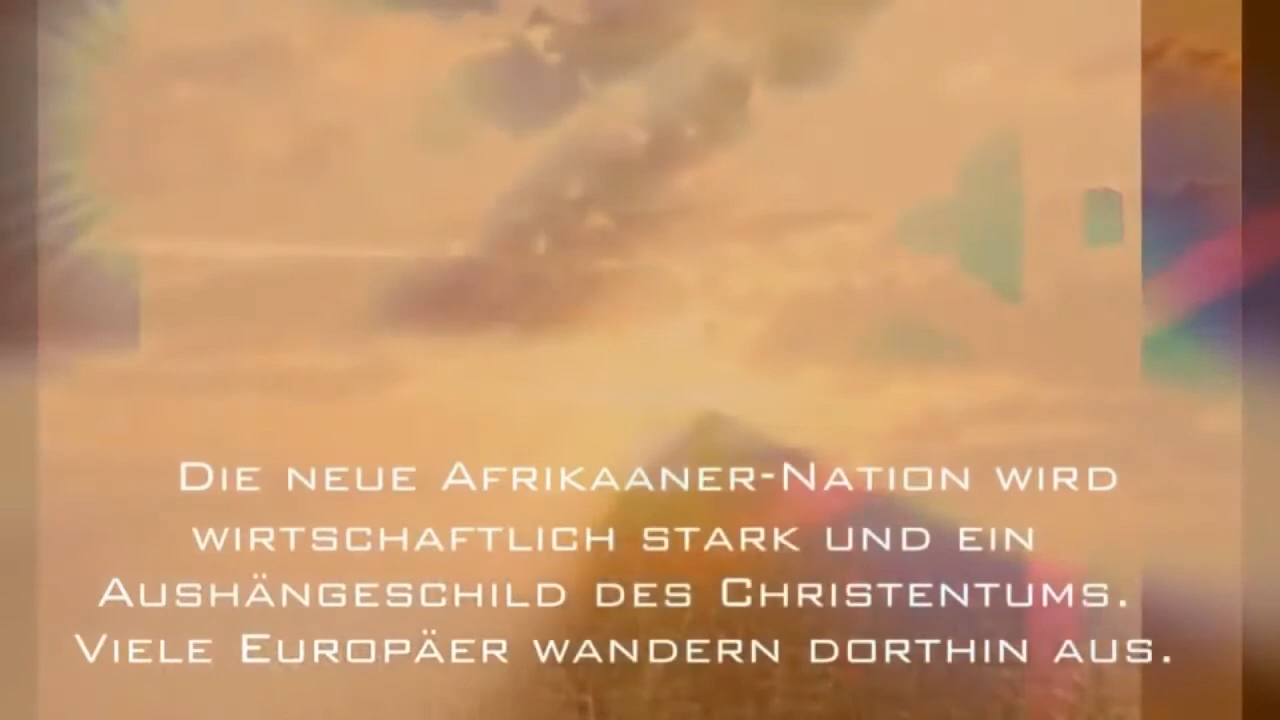 Die neue Afrikaaner-Nation wird
wirtschaftlich stark und ein
Aushängeschild des Christentums.
Viele Europäer wandern dorthin aus.